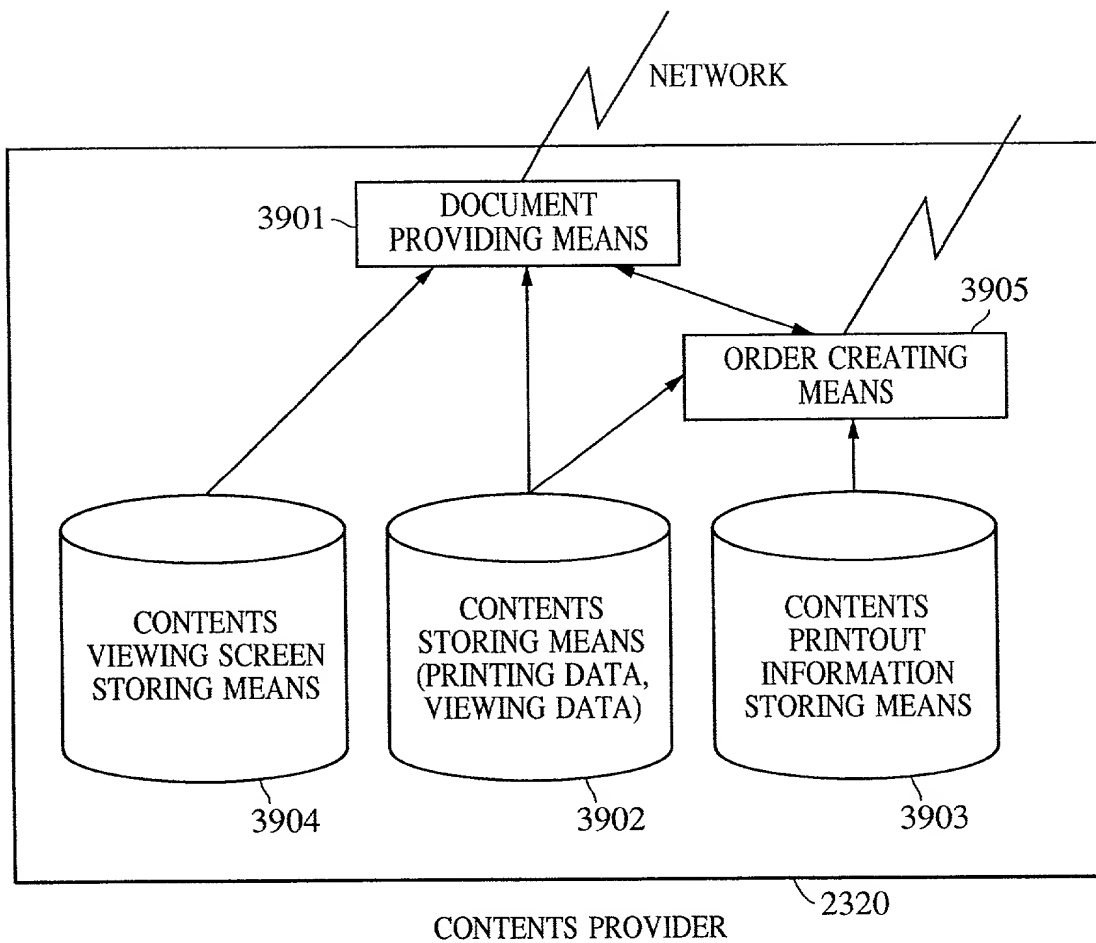 NETWORK
3901
DOCUMENT
PROVIDING MEANS
3905
ORDER CREATING
MEANS
CONTENTS
VIEWING SCREEN
STORING MEANS
CONTENTS
STORING MEANS
(PRINTING DATA,
VIEWING DATA)
CONTENTS
PRINTOUT
INFORMATION
STORING MEANS
3904
3902
3903
2320
CONTENTS PROVIDER